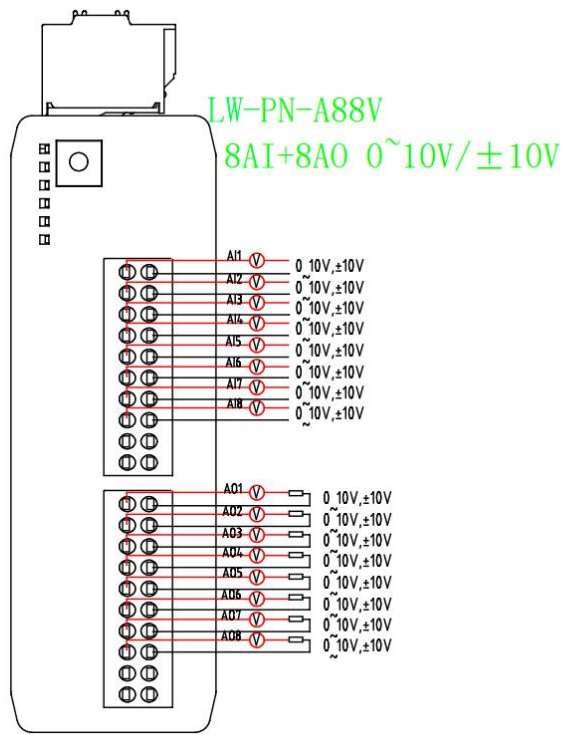 LW-PN-A88V
8AI+8AO 0~10V/±10V
AI1 V 0~10V,±10V
AI2 V 0~10V,±10V
AI3 V 0~10V,±10V
AI4 V 0~10V,±10V
AI5 V 0~10V,±10V
AI6 V 0~10V,±10V
AI7 V 0~10V,±10V
AI8 V 0~10V,±10V
AO1 V 0~10V,±10V
AO2 V 0~10V,±10V
AO3 V 0~10V,±10V
AO4 V 0~10V,±10V
AO5 V 0~10V,±10V
AO6 V 0~10V,±10V
AO7 V 0~10V,±10V
AO8 V 0~10V,±10V